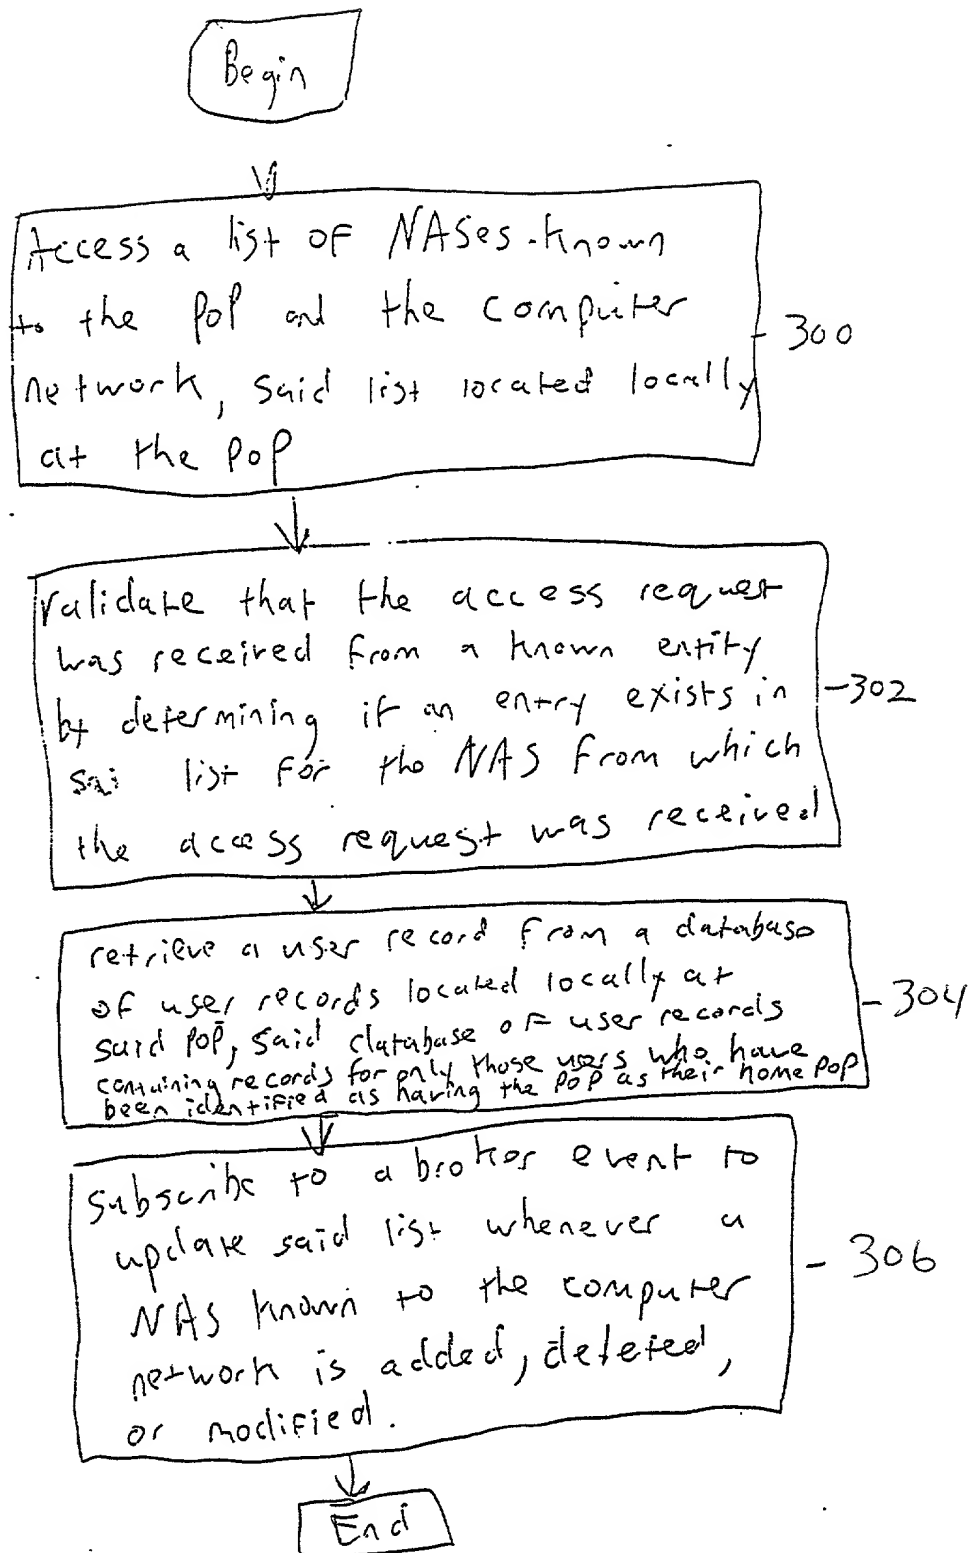 Begin
Access a list of NASes known
to the PoP and the computer
network, said list located locally
at the PoP
300
validate that the access request
was received from a known entity
by determining if an entry exists in
said list for the NAS from which
the access request was received
302
retrieve a user record from a database
of user records located locally at
said PoP, said database of user records
containing records for only those users who have
been identified as having the PoP as their home PoP
304
Subscribe to a broker event to
update said list whenever a
NAS known to the computer
network is added, deleted,
or modified.
306
End